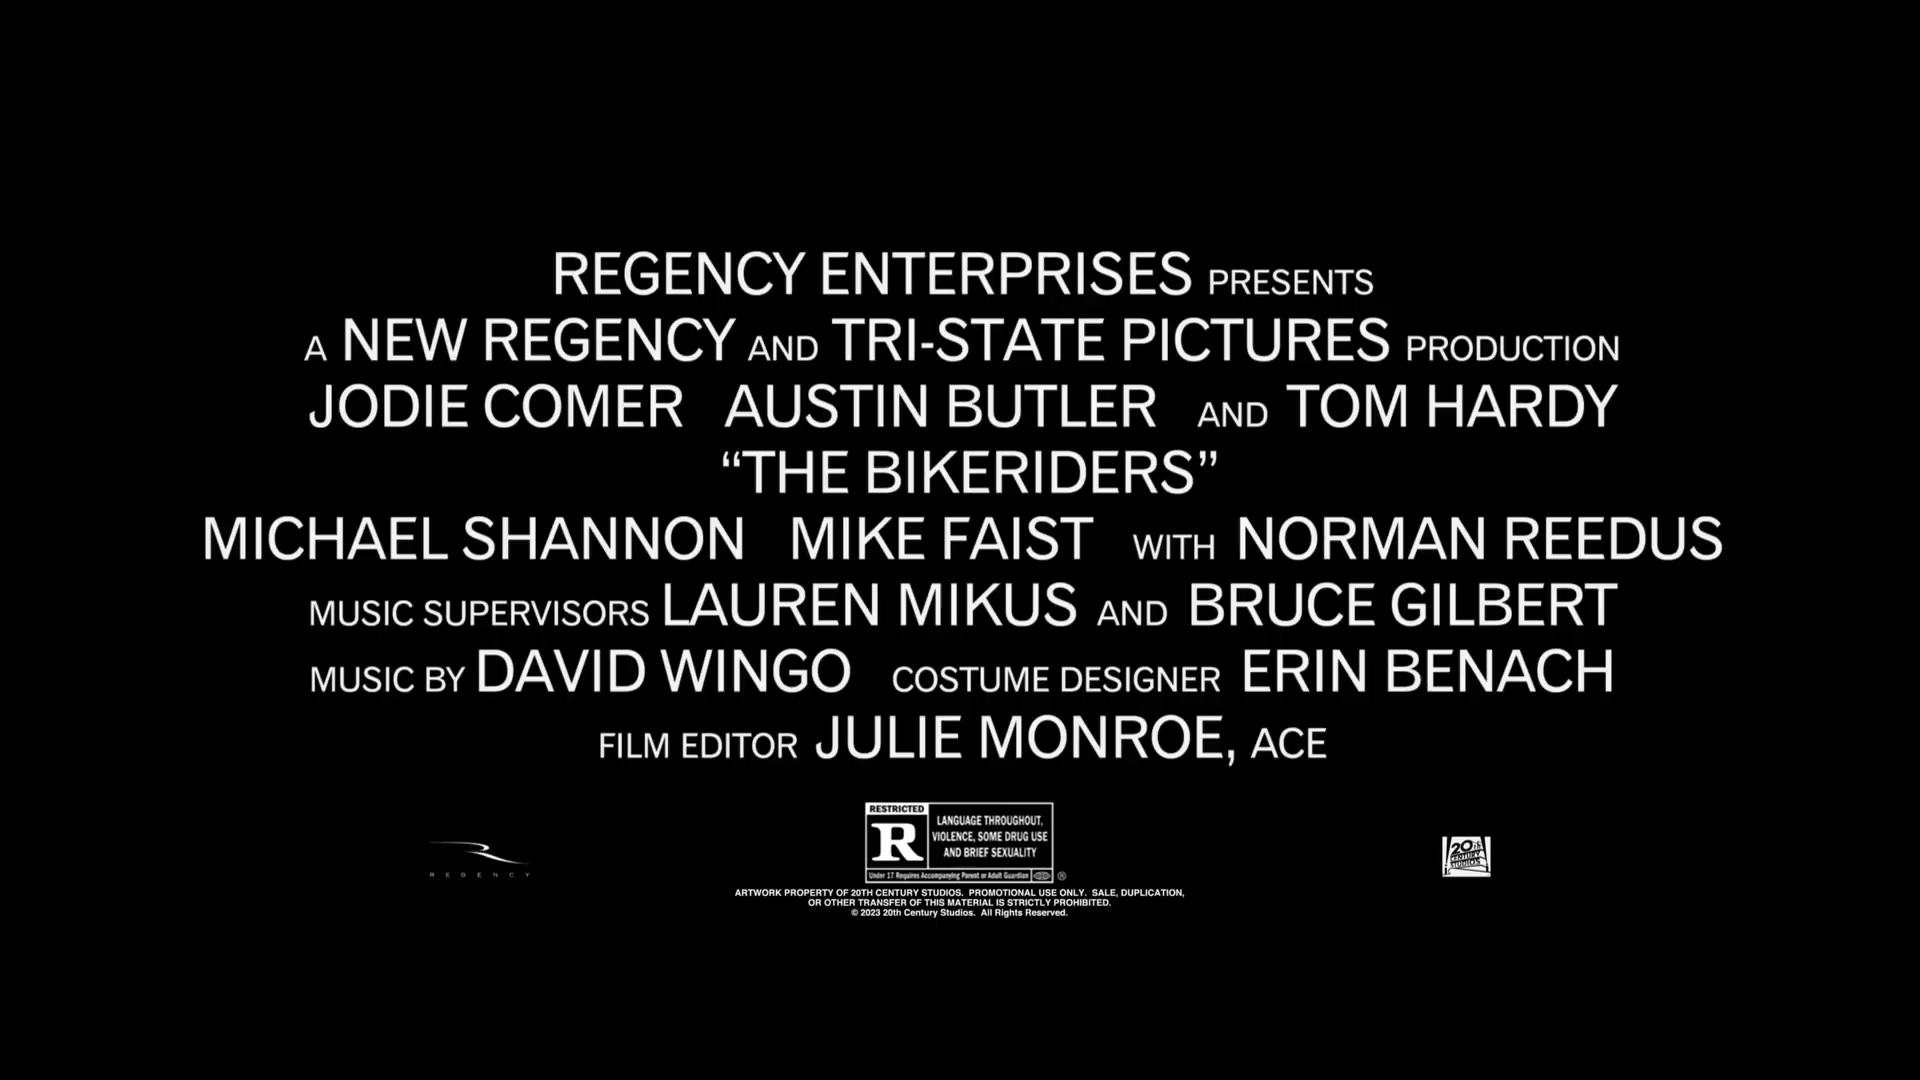 REGENCY ENTERPRISES PRESENTS
A NEW REGENCY AND TRI-STATE PICTURES PRODUCTION
JODIE COMER AUSTIN BUTLER AND TOM HARDY
“THE BIKERIDERS”
MICHAEL SHANNON MIKE FAIST WITH NORMAN REEDUS
MUSIC SUPERVISORS LAUREN MIKUS AND BRUCE GILBERT
MUSIC BY DAVID WINGO COSTUME DESIGNER ERIN BENACH
FILM EDITOR JULIE MONROE, ACE
RESTRICTED
R
LANGUAGE THROUGHOUT,
VIOLENCE, SOME DRUG USE
AND BRIEF SEXUALITY
Under 17 Requires Accompanying Parent or Adult Guardian
®
REGENCY
20th
CENTURY
STUDIOS
ARTWORK PROPERTY OF 20TH CENTURY STUDIOS. PROMOTIONAL USE ONLY. SALE, DUPLICATION,
OR OTHER TRANSFER OF THIS MATERIAL IS STRICTLY PROHIBITED.
© 2023 20th Century Studios. All Rights Reserved.